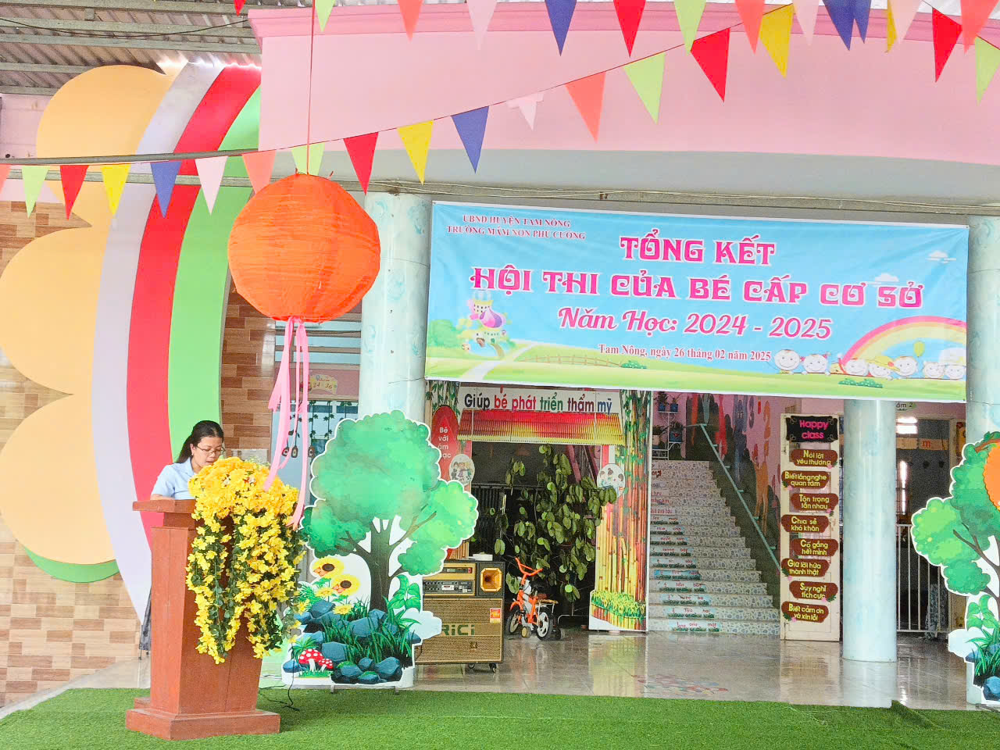 UBND HUYỆN TAM NÔNG
TRƯỜNG MẦM NON PHÚ CƯỜNG
TỔNG KẾT
HỘI THI CỦA BÉ CẤP CƠ SỞ
Năm Học: 2024 - 2025
Tam Nông, ngày 26 tháng 02 năm 2025
Giúp bé phát triển thẩm mỹ
Bé
với
âm
nhạc
Happy
class
Nói lời
yêu thương
Biết lắng nghe
quan tâm
Tôn trọng
lẫn nhau
Chia sẻ
khó khăn
Cố gắng
hết mình
Giữ lời hứa
thành thật
Suy nghĩ
tích cực
Biết cảm ơn
và xin lỗi
RiCi